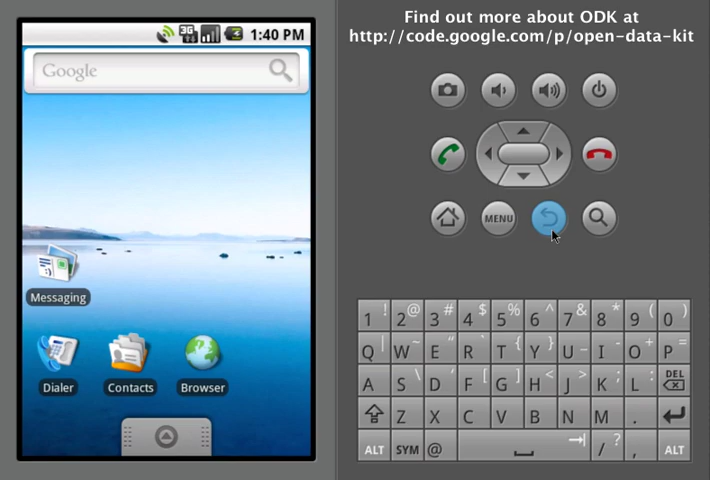 Find out more about ODK at
http://code.google.com/p/open-data-kit
3G
1:40 PM
Google
Messaging
Dialer
Contacts
Browser
MENU
1 ! 2 @ 3 # 4 $ 5 % 6 ^ 7 & 8 * 9 ( 0 )
Q | W ~ E " R ` T { Y } U _ I - O + P =
A S \ D ' F [ G ] H < J > K ; L : DEL
Z X C V B N M .
ALT SYM @ / ? , ALT